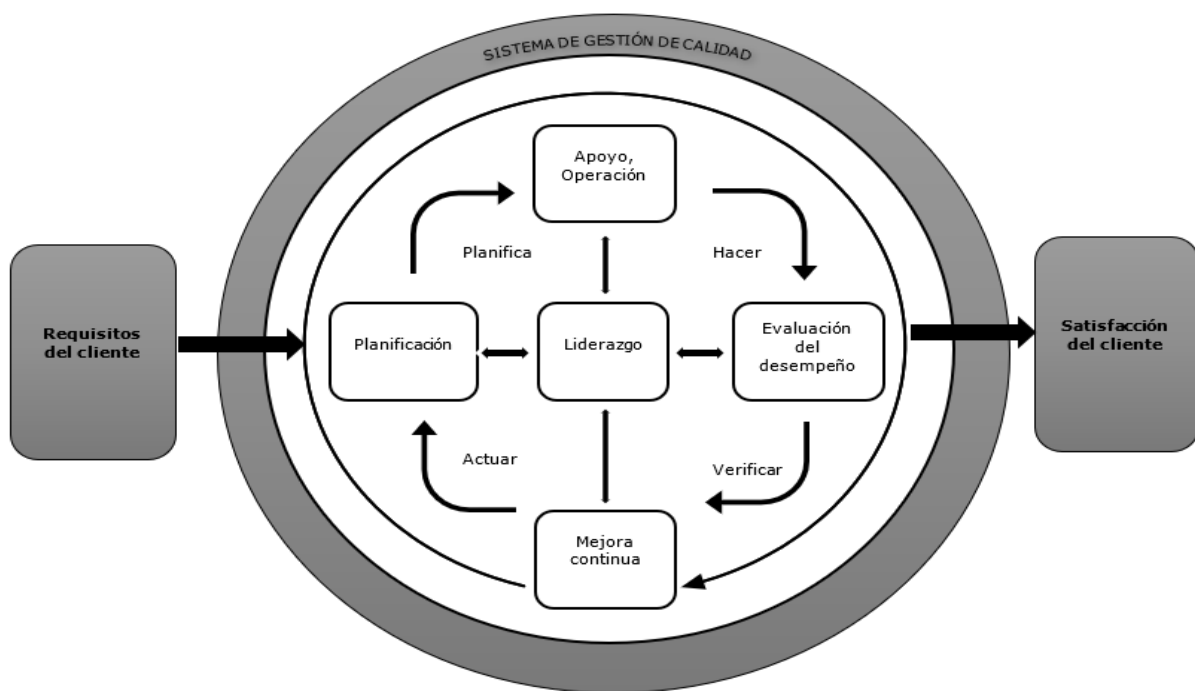 SISTEMA DE GESTIÓN DE CALIDAD
Apoyo,
Operación
Planifica
Hacer
Requisitos
del cliente
Planificación
Liderazgo
Evaluación
del
desempeño
Satisfacción
del cliente
Actuar
Verificar
Mejora
continua